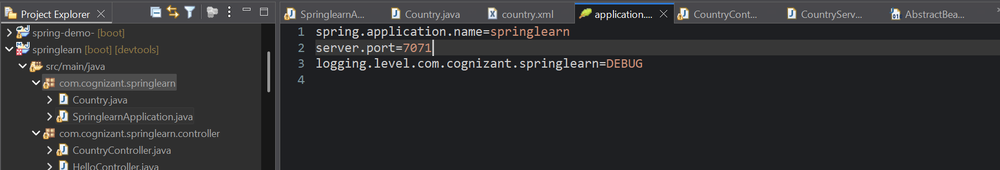 Project Explorer
spring-demo- [boot]
springlearn [boot] [devtools]
src/main/java
com.cognizant.springlearn
Country.java
SpringlearnApplication.java
com.cognizant.springlearn.controller
CountryController.java
HelloController.java
SpringlearnA...
Country.java
country.xml
application....
CountryCont...
CountryServ...
AbstractBea...
1 spring.application.name=springlearn
2 server.port=7071
3 logging.level.com.cognizant.springlearn=DEBUG
4